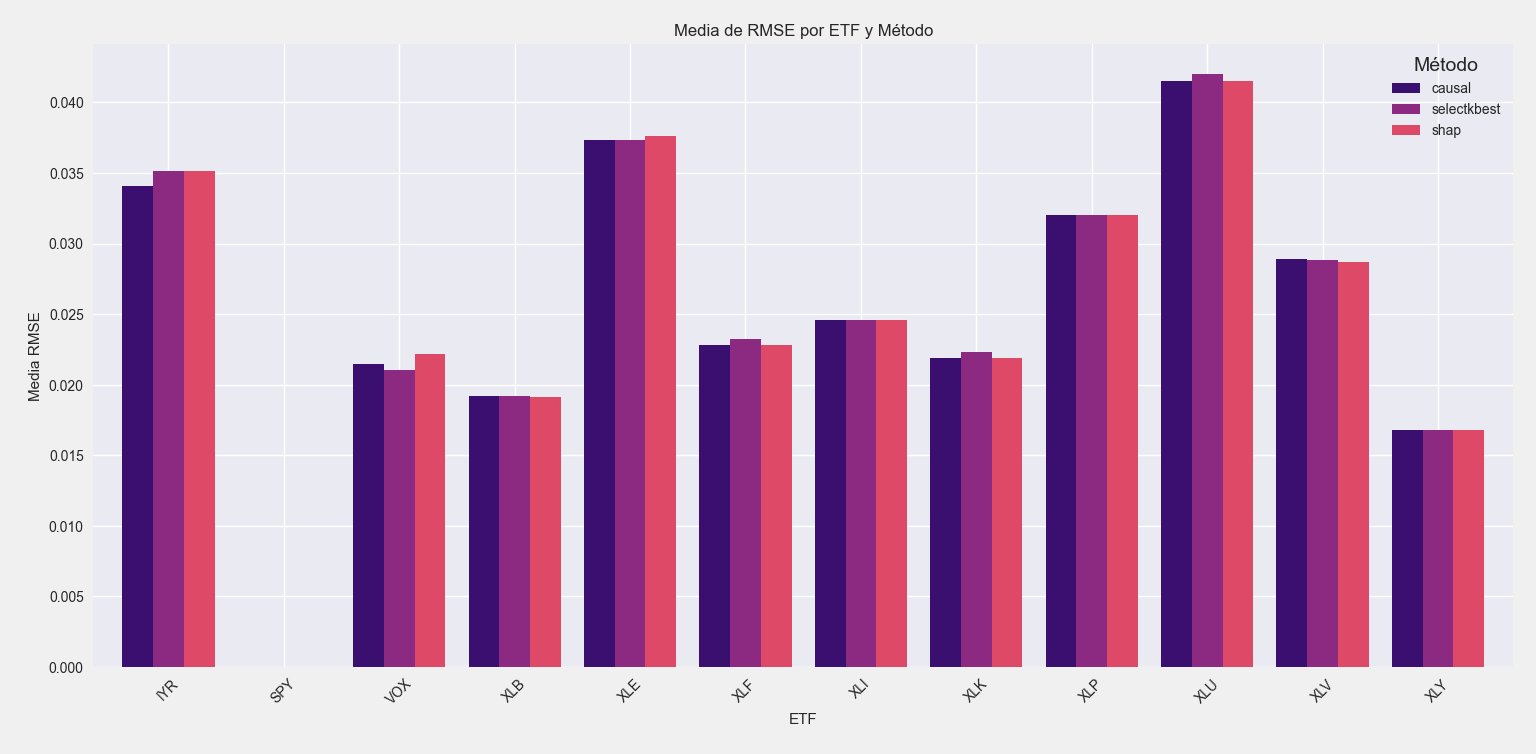 Media de RMSE por ETF y Método
Método
causal
selectkbest
shap
Media RMSE
0.040
0.035
0.030
0.025
0.020
0.015
0.010
0.005
0.000
IYR
SPY
VOX
XLB
XLE
XLF
XLI
XLK
XLP
XLU
XLV
XLY
ETF